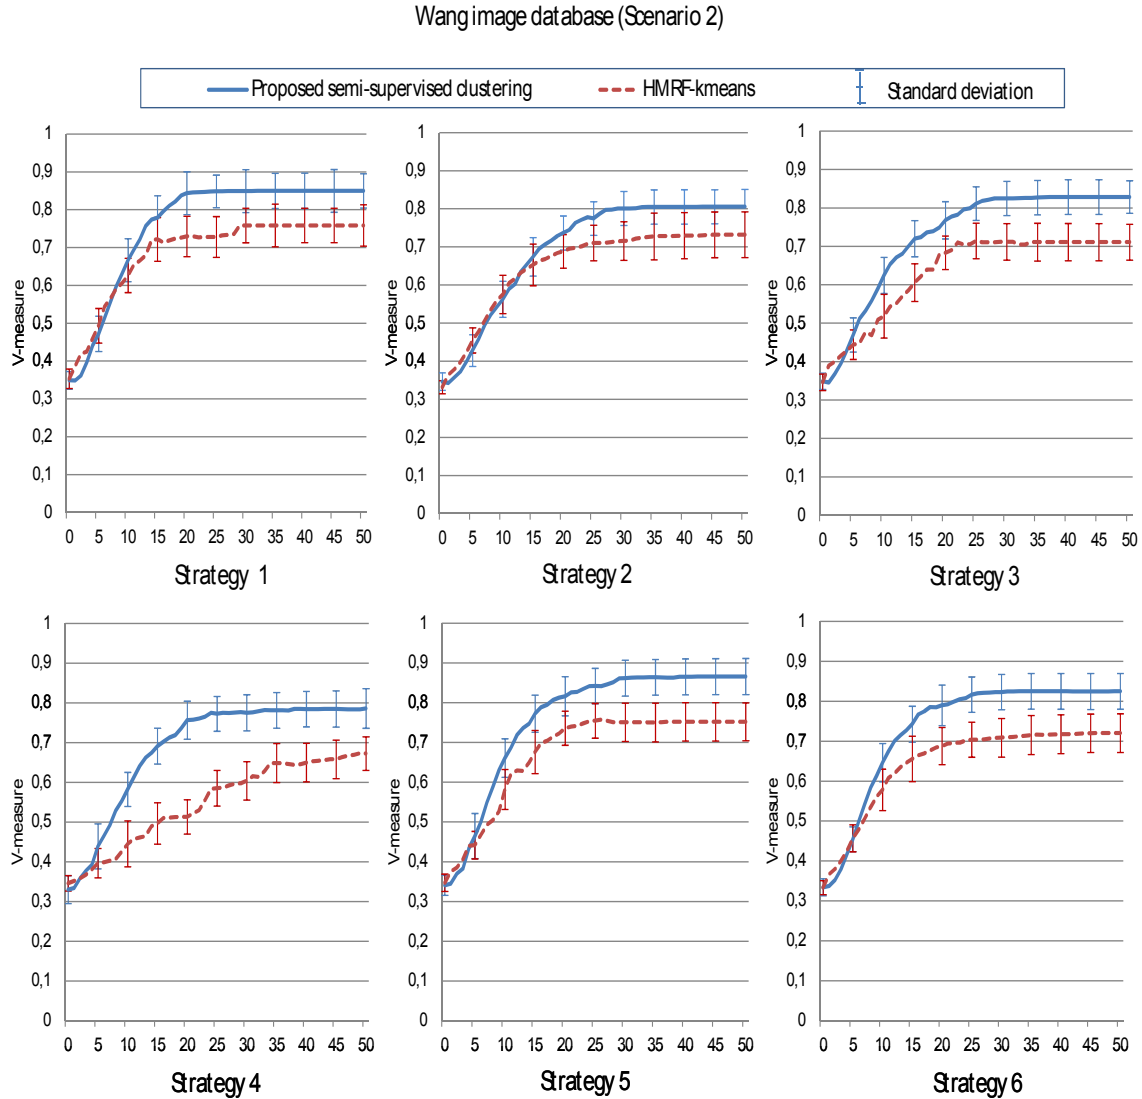 Wang image database (Scenario 2)
Proposed semi-supervised clustering HMRF-kmeans Standard deviation
1 0,9 0,8 0,7 0,6 0,5 0,4 0,3 0,2 0,1 0
V-measure
0 5 10 15 20 25 30 35 40 45 50
Strategy 1
1 0,9 0,8 0,7 0,6 0,5 0,4 0,3 0,2 0,1 0
V-measure
0 5 10 15 20 25 30 35 40 45 50
Strategy 2
1 0,9 0,8 0,7 0,6 0,5 0,4 0,3 0,2 0,1 0
V-measure
0 5 10 15 20 25 30 35 40 45 50
Strategy 3
1 0,9 0,8 0,7 0,6 0,5 0,4 0,3 0,2 0,1 0
V-measure
0 5 10 15 20 25 30 35 40 45 50
Strategy 4
1 0,9 0,8 0,7 0,6 0,5 0,4 0,3 0,2 0,1 0
V-measure
0 5 10 15 20 25 30 35 40 45 50
Strategy 5
1 0,9 0,8 0,7 0,6 0,5 0,4 0,3 0,2 0,1 0
V-measure
0 5 10 15 20 25 30 35 40 45 50
Strategy 6